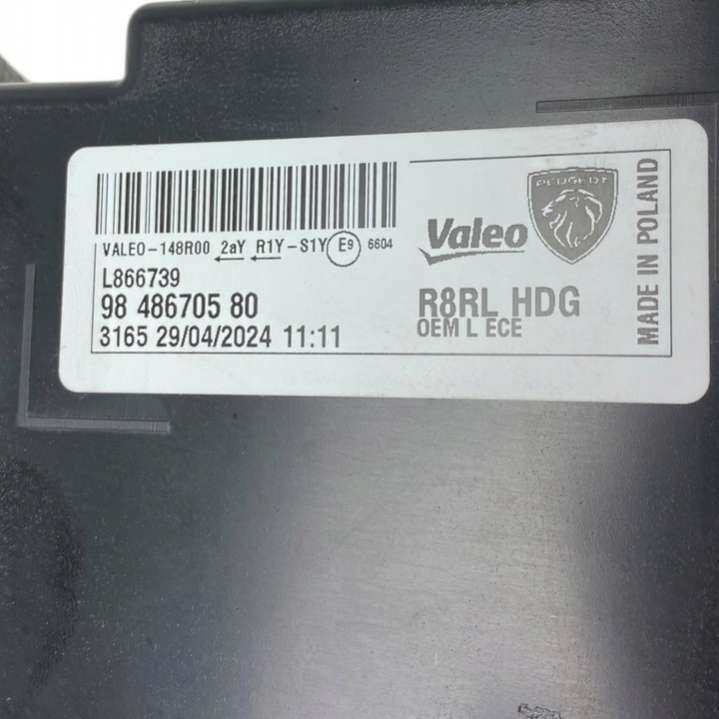 VALEO-148R00 2aY R1Y-S1Y E9 6604
L866739
98 486705 80
3165 29/04/2024 11:11
Valeo
PEUGEOT
R8RL HDG
OEM L ECE
MADE IN POLAND